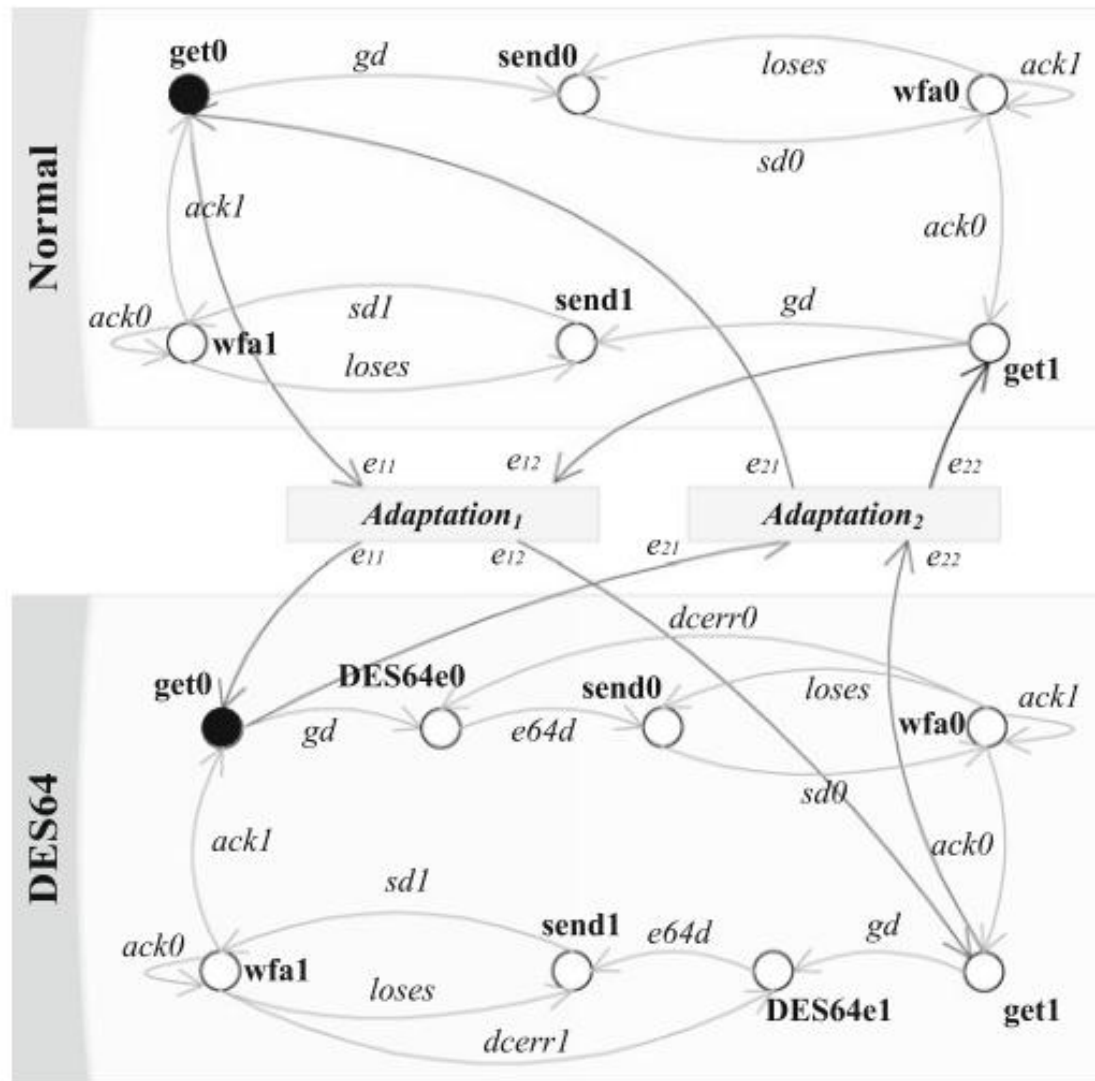 Normal
get0
gd
send0
loses
wfa0
ack1
sd0
ack1
ack0
ack0
wfa1
sd1
loses
send1
gd
get1
e11
e12
e21
e22
Adaptation1
Adaptation2
e11
e12
e21
e22
DES64
dcerr0
get0
DES64e0
send0
loses
wfa0
ack1
gd
e64d
sd0
ack1
ack0
sd1
send1
e64d
gd
ack0
wfa1
loses
DES64e1
get1
dcerr1